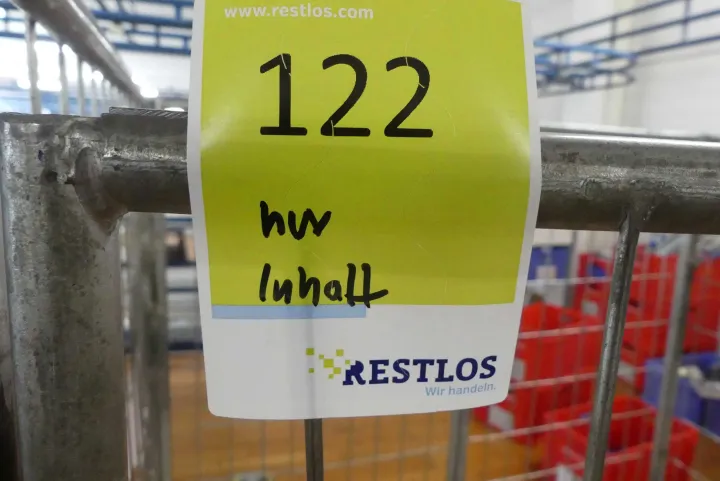 www.restlos.com
122
nur
Inhalt
RESTLOS
Wir handeln.